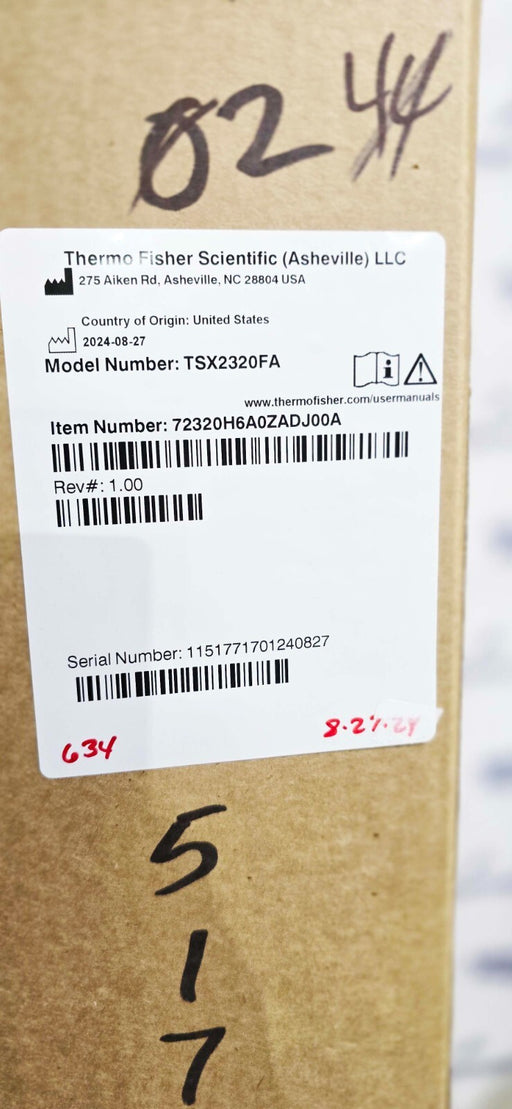 0244
Thermo Fisher Scientific (Asheville) LLC
275 Aiken Rd, Asheville, NC 28804 USA
Country of Origin: United States
2024-08-27
Model Number: TSX2320FA
www.thermofisher.com/usermanuals
Item Number: 72320H6A0ZADJ00A
Rev#: 1.00
Serial Number: 1151771701240827
634
8.27.24
5
1
7